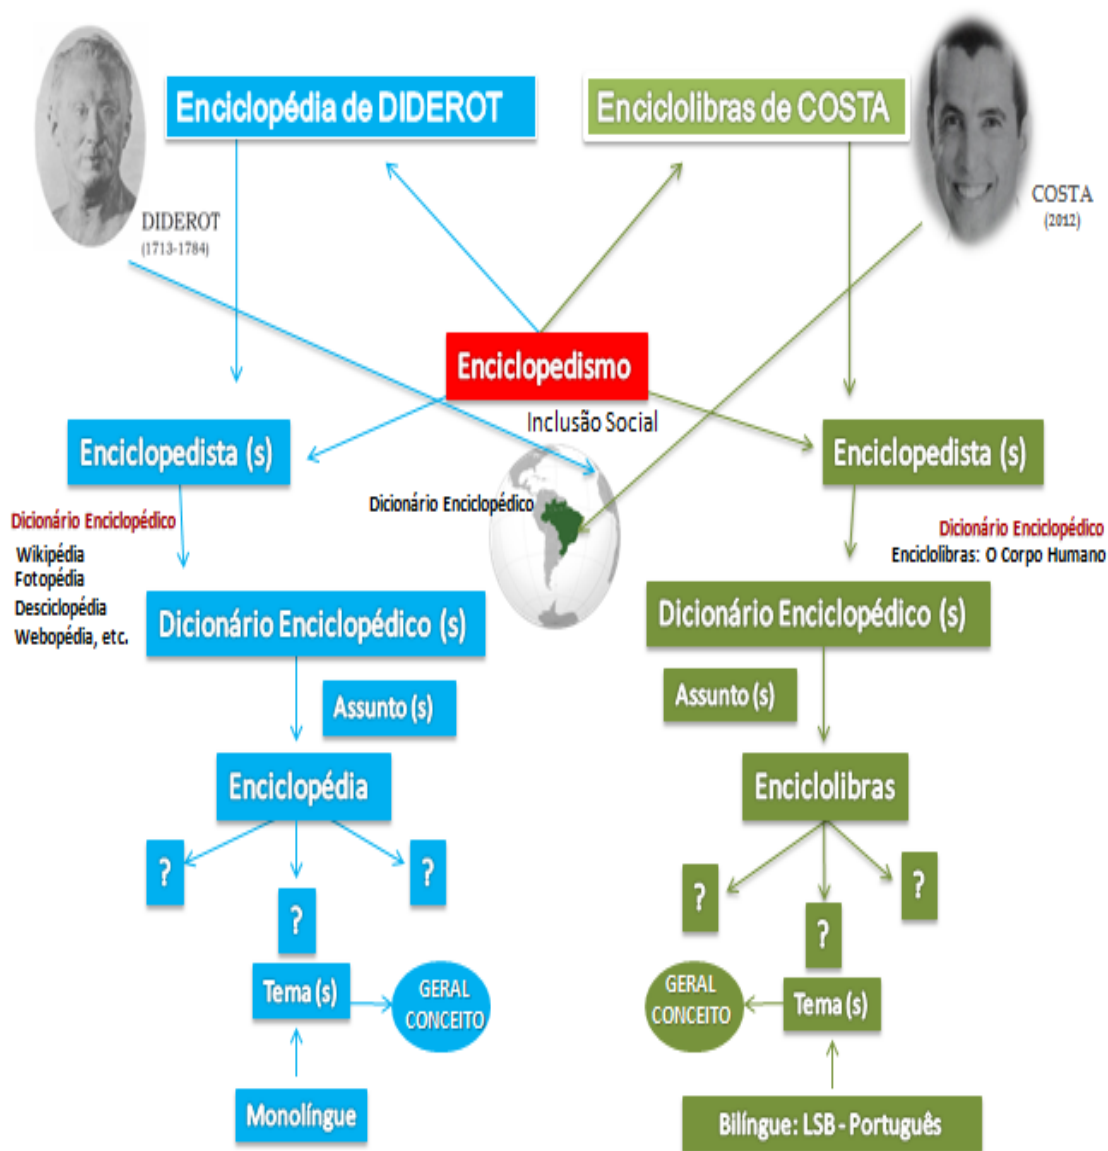 Enciclopédia de DIDEROT
Enciclolibras de COSTA
DIDEROT
(1713-1784)
COSTA
(2012)
Enciclopedismo
Inclusão Social
Enciclopedista (s)
Enciclopedista (s)
Dicionário Enciclopédico
Dicionário Enciclopédico
Wikipédia
Fotopédia
Desciclopédia
Webopédia, etc.
Dicionário Enciclopédico
Enciclolibras: O Corpo Humano
Dicionário Enciclopédico (s)
Dicionário Enciclopédico (s)
Assunto (s)
Assunto (s)
Enciclopédia
Enciclolibras
?
?
?
?
?
?
Tema (s)
GERAL
CONCEITO
GERAL
CONCEITO
Tema (s)
Monolíngue
Bilíngue: LSB - Português